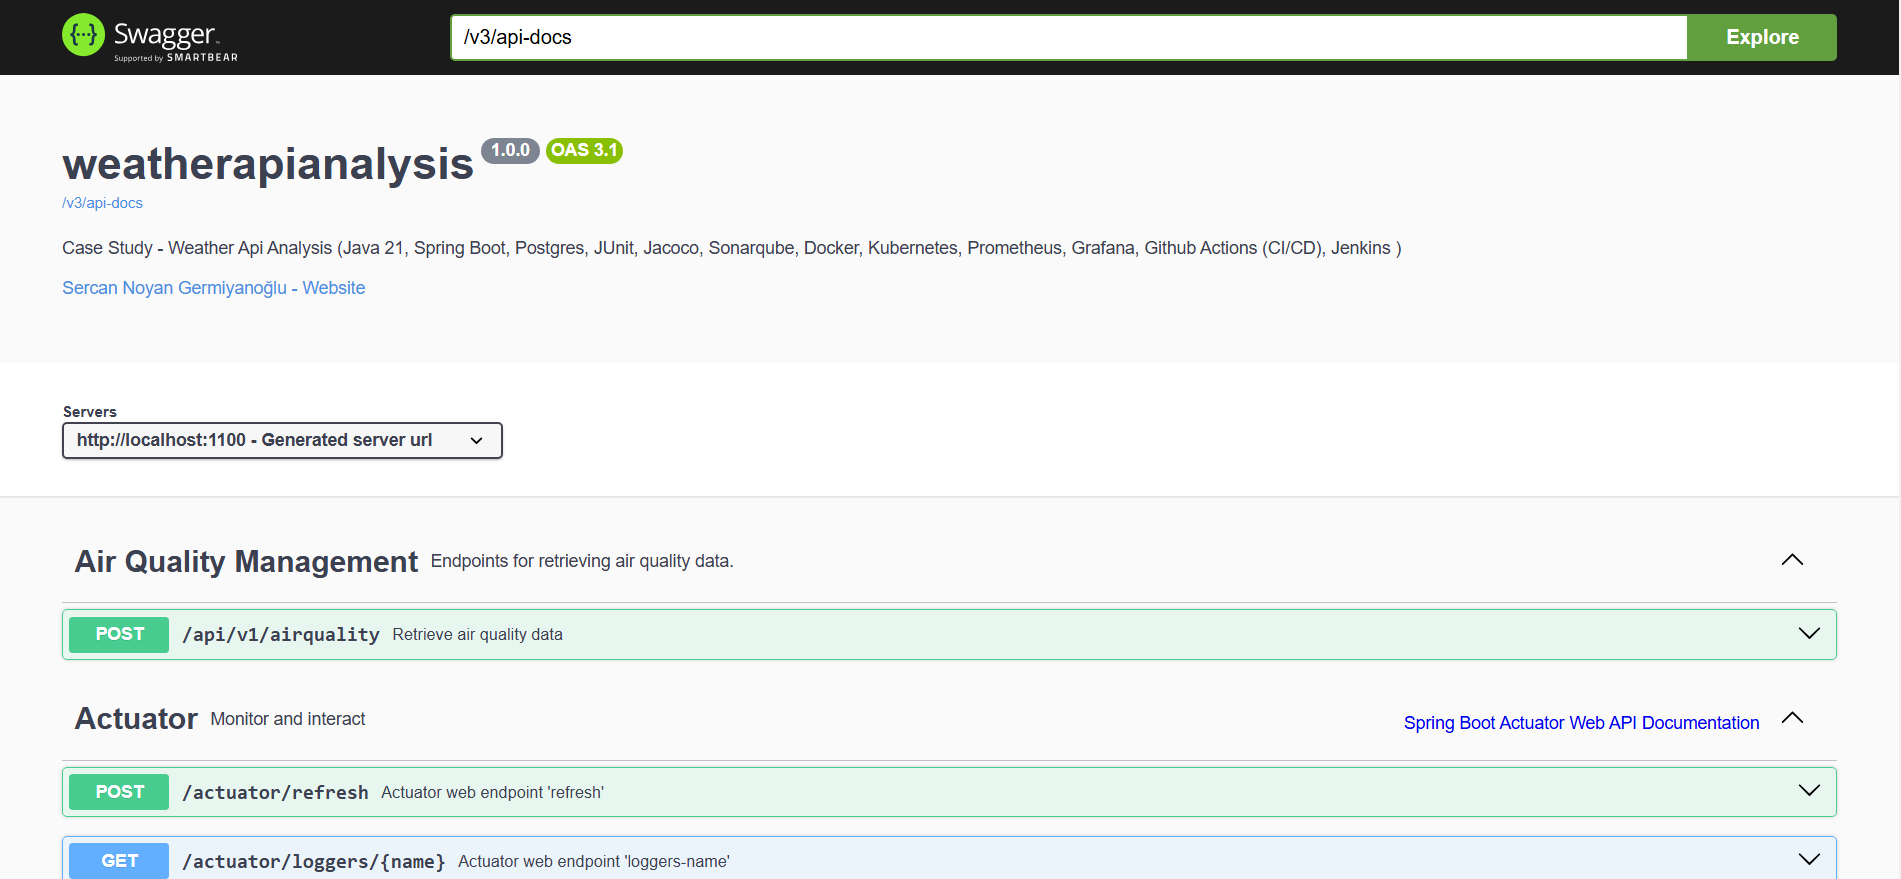 Swagger
Supported by SMARTBEAR
/v3/api-docs
Explore
weatherapianalysis 1.0.0 OAS 3.1
/v3/api-docs
Case Study - Weather Api Analysis (Java 21, Spring Boot, Postgres, JUnit, Jacoco, Sonarqube, Docker, Kubernetes, Prometheus, Grafana, Github Actions (CI/CD), Jenkins )
Sercan Noyan Germiyanoğlu - Website
Servers
http://localhost:1100 - Generated server url
Air Quality Management Endpoints for retrieving air quality data.
POST /api/v1/airquality Retrieve air quality data
Actuator Monitor and interact Spring Boot Actuator Web API Documentation
POST /actuator/refresh Actuator web endpoint 'refresh'
GET /actuator/loggers/{name} Actuator web endpoint 'loggers-name'